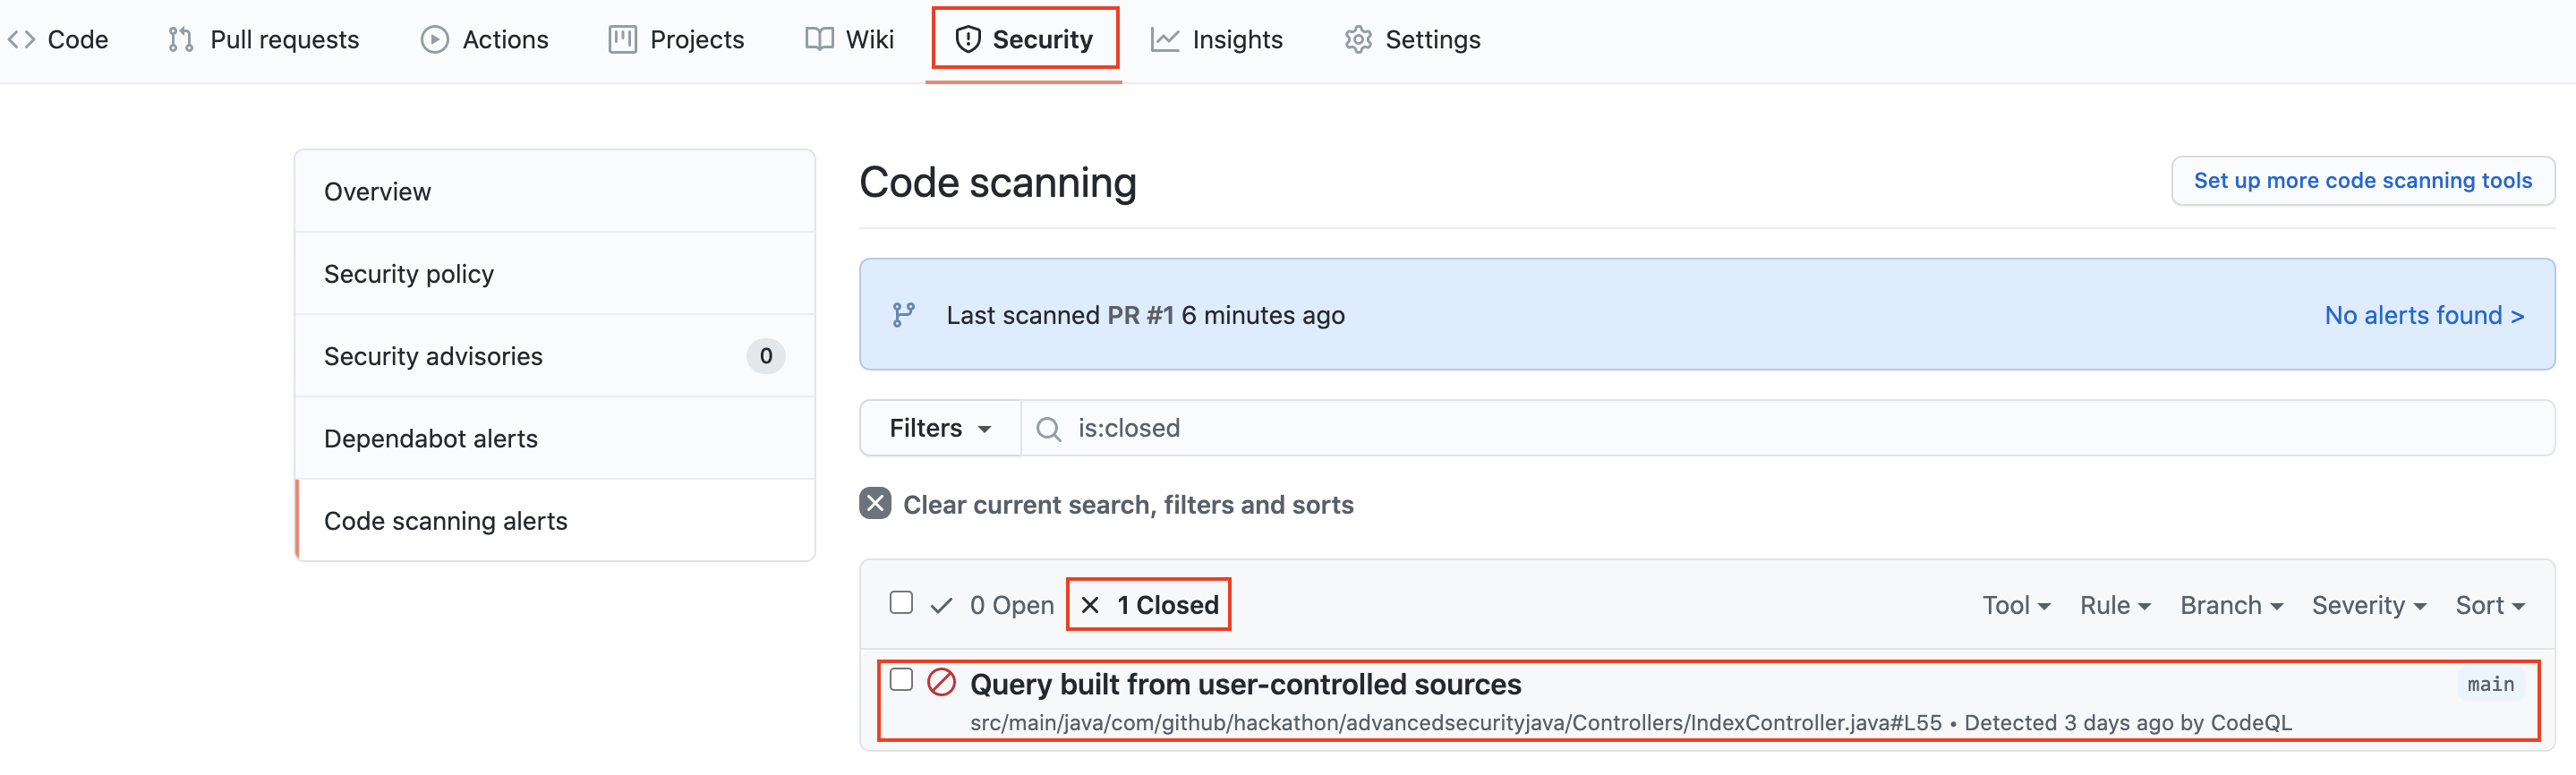 Code Pull requests Actions Projects Wiki Security Insights Settings
Overview
Security policy
Security advisories 0
Dependabot alerts
Code scanning alerts
Code scanning
Set up more code scanning tools
Last scanned PR #1 6 minutes ago
No alerts found >
Filters is:closed
Clear current search, filters and sorts
0 Open 1 Closed Tool Rule Branch Severity Sort
Query built from user-controlled sources main
src/main/java/com/github/hackathon/advancedsecurityjava/Controllers/IndexController.java#L55 • Detected 3 days ago by CodeQL